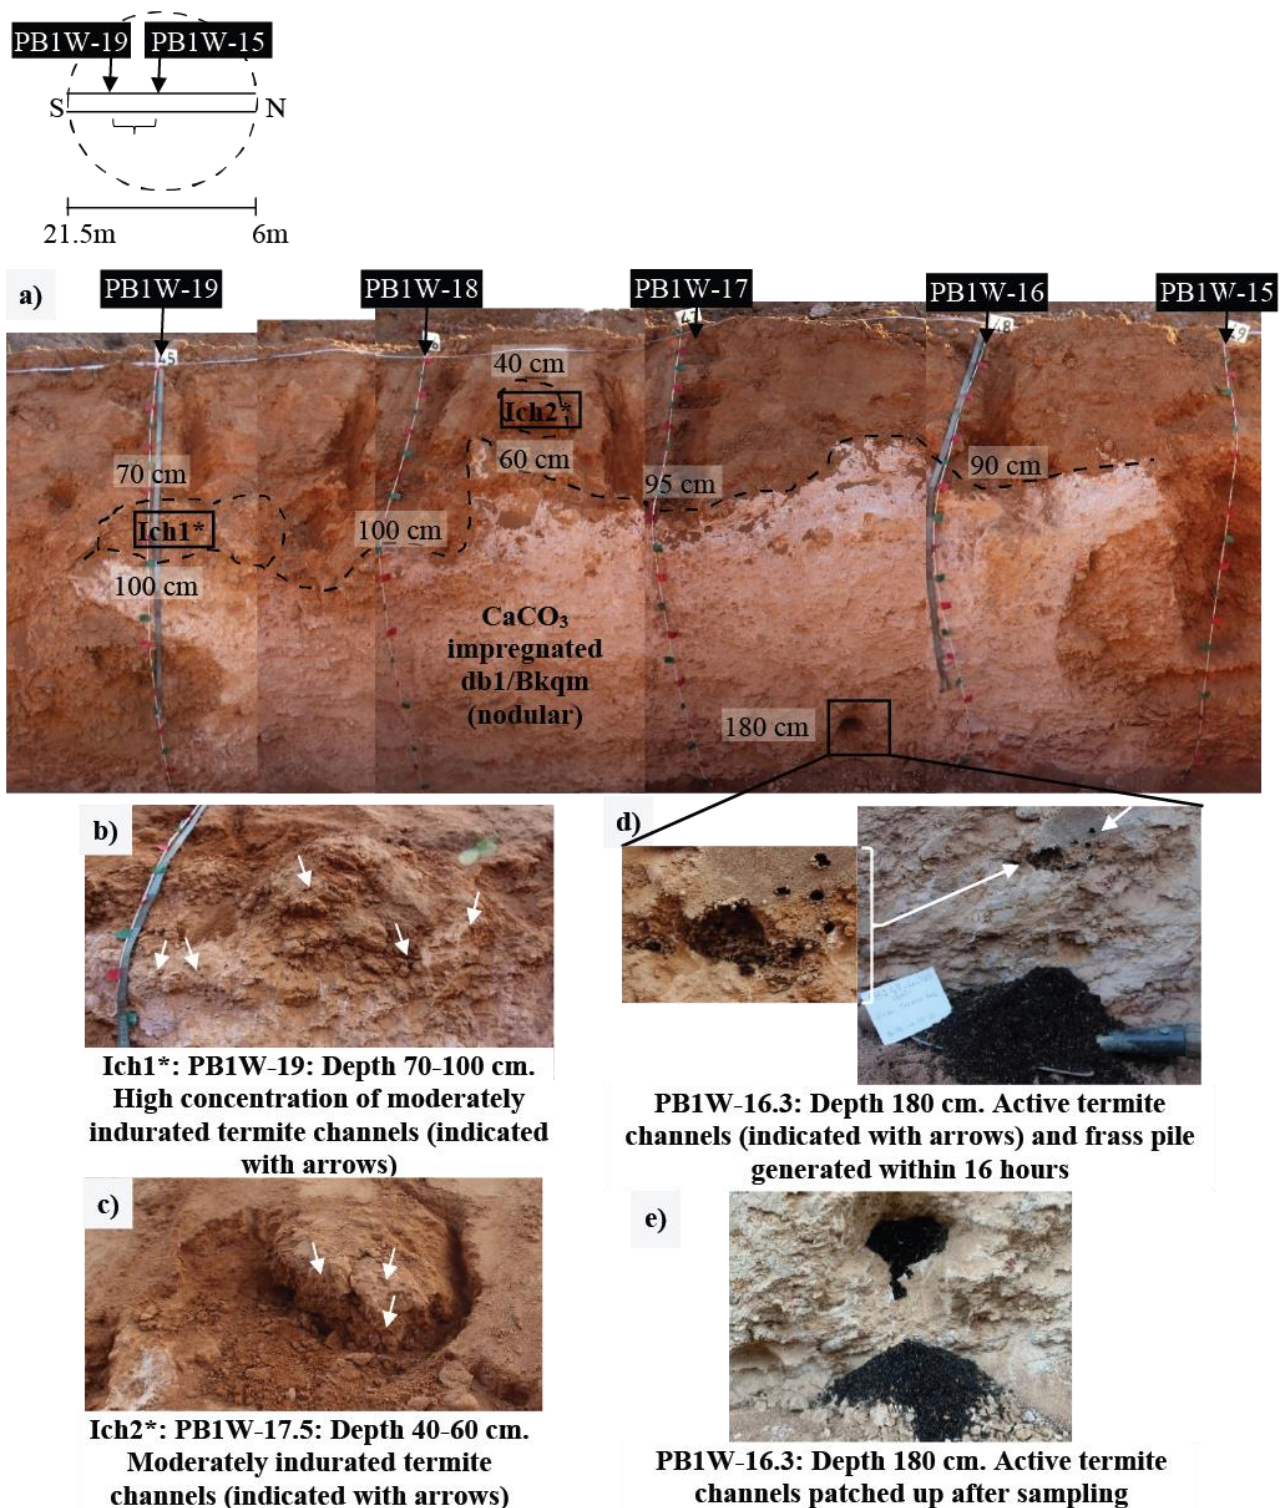 PB1W-19 PB1W-15
S N
21.5m 6m
a) PB1W-19 PB1W-18 PB1W-17 PB1W-16 PB1W-15
45 48
40 cm
Ich2*
60 cm
70 cm
95 cm
90 cm
Ich1*
100 cm
100 cm
CaCO₃
impregnated
db1/Bkqm
(nodular)
180 cm
b)
Ich1*: PB1W-19: Depth 70-100 cm.
High concentration of moderately
indurated termite channels (indicated
with arrows)
c)
Ich2*: PB1W-17.5: Depth 40-60 cm.
Moderately indurated termite
channels (indicated with arrows)
d)
PB1W-16.3: Depth 180 cm. Active termite
channels (indicated with arrows) and frass pile
generated within 16 hours
e)
PB1W-16.3: Depth 180 cm. Active termite
channels patched up after sampling